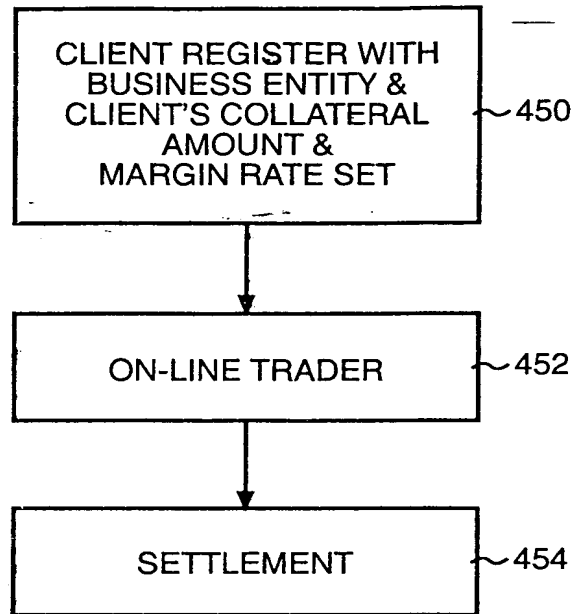 CLIENT REGISTER WITH
BUSINESS ENTITY &
CLIENT'S COLLATERAL
AMOUNT &
MARGIN RATE SET
450
ON-LINE TRADER
452
SETTLEMENT
454